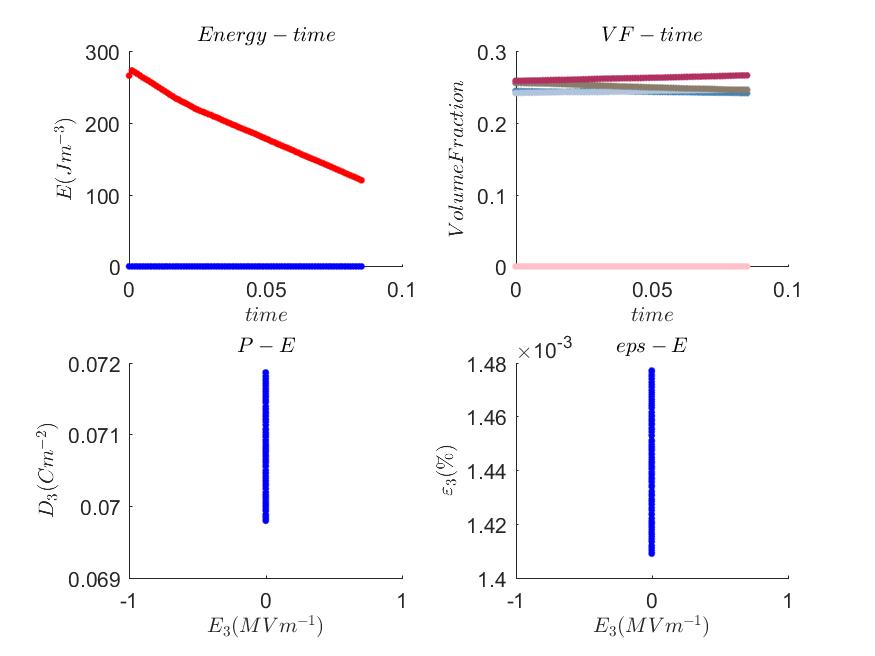 Energy − time
300
200
100
0
E(Jm⁻³)
0 0.05 0.1
time
VF − time
0.3
0.2
0.1
0
VolumeFraction
0 0.05 0.1
time
P − E
0.072
0.071
0.07
0.069
D₃(Cm⁻²)
-1 0 1
E₃(MVm⁻¹)
×10⁻³
eps − E
1.48
1.46
1.44
1.42
1.4
ε₃(%)
-1 0 1
E₃(MVm⁻¹)